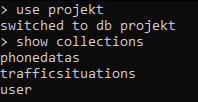 > use projekt
switched to db projekt
> show collections
phonedatas
trafficsituations
user